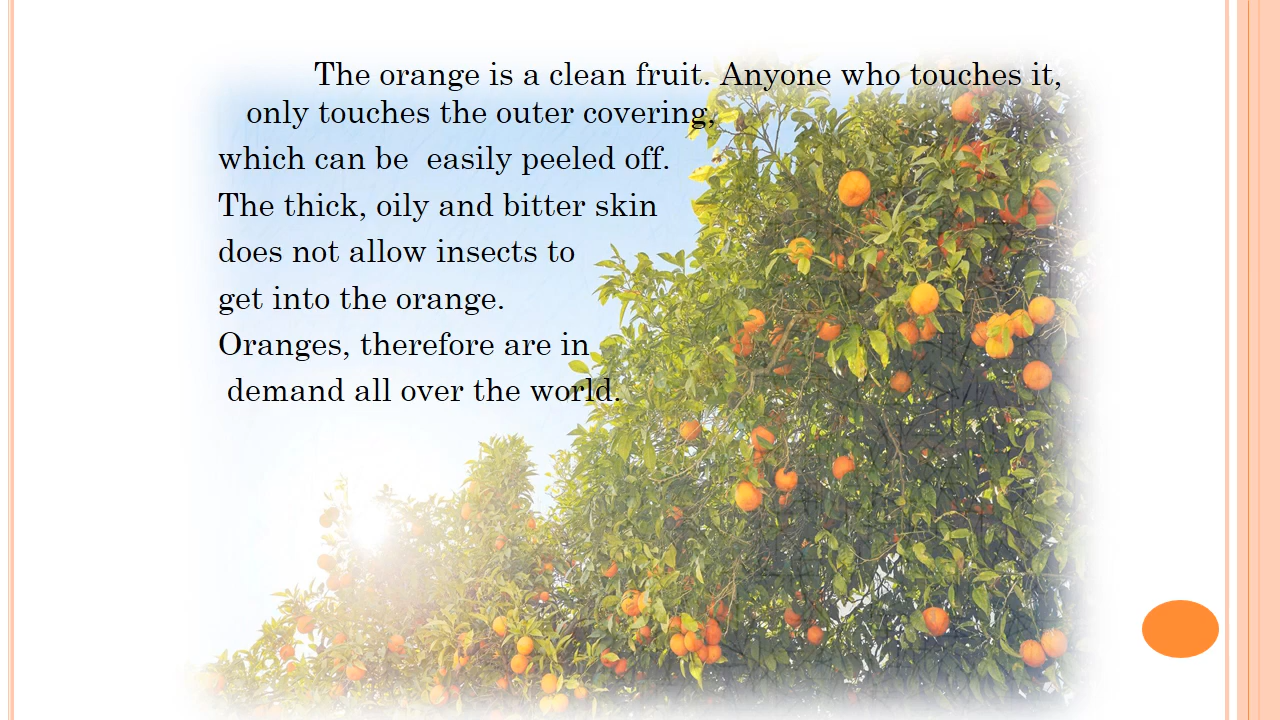 The orange is a clean fruit. Anyone who touches it,
only touches the outer covering,
which can be  easily peeled off.
The thick, oily and bitter skin
does not allow insects to
get into the orange.
Oranges, therefore are in
demand all over the world.